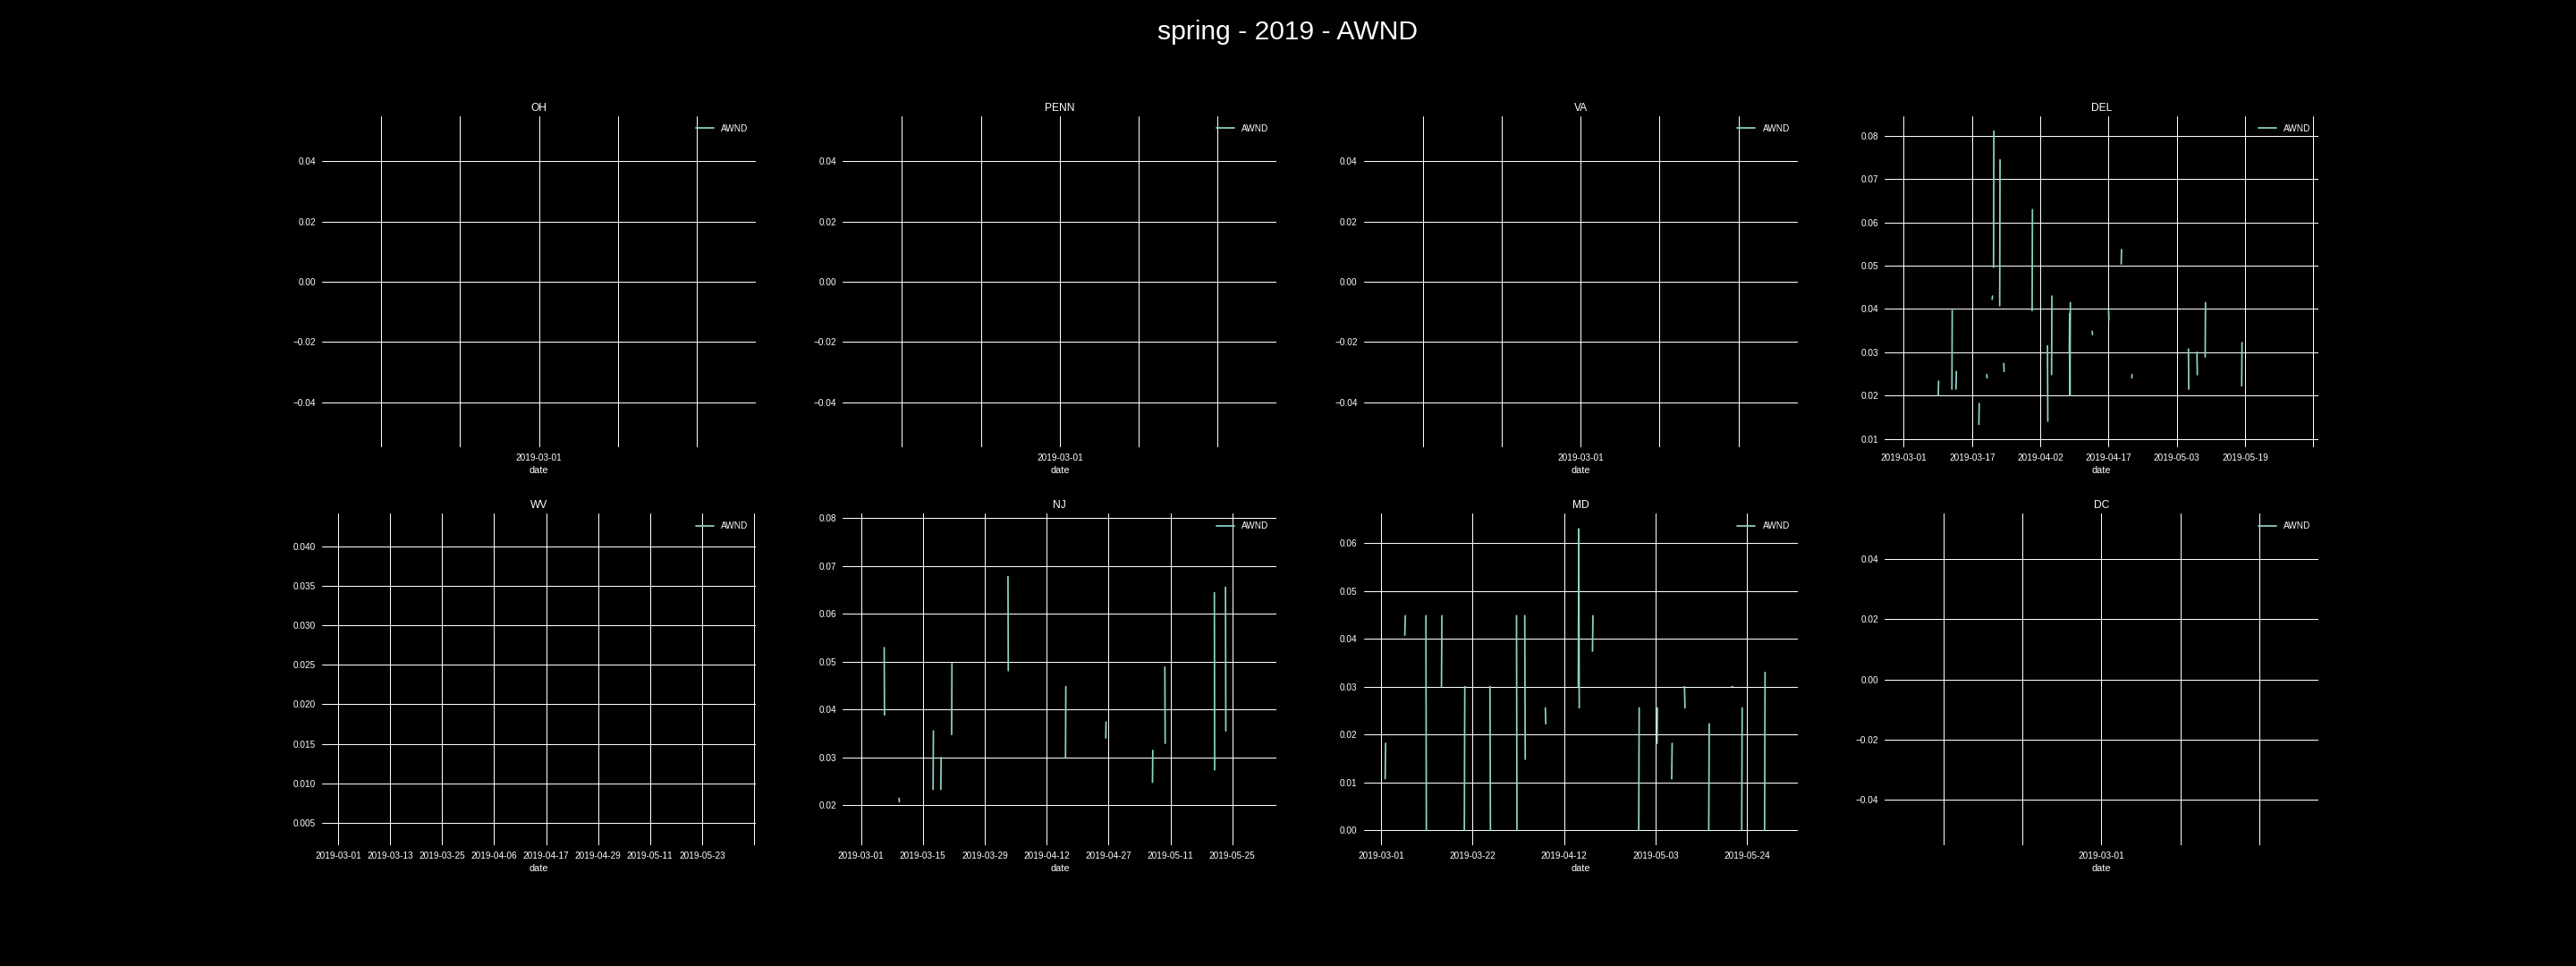 spring - 2019 - AWND
OH
AWND
0.04
0.02
0.00
−0.02
−0.04
2019-03-01
date
PENN
AWND
0.04
0.02
0.00
−0.02
−0.04
2019-03-01
date
VA
AWND
0.04
0.02
0.00
−0.02
−0.04
2019-03-01
date
DEL
AWND
0.08
0.07
0.06
0.05
0.04
0.03
0.02
0.01
2019-03-01 2019-03-17 2019-04-02 2019-04-17 2019-05-03 2019-05-19
date
WV
AWND
0.040
0.035
0.030
0.025
0.020
0.015
0.010
0.005
2019-03-01 2019-03-13 2019-03-25 2019-04-06 2019-04-17 2019-04-29 2019-05-11 2019-05-23
date
NJ
AWND
0.08
0.07
0.06
0.05
0.04
0.03
0.02
2019-03-01 2019-03-15 2019-03-29 2019-04-12 2019-04-27 2019-05-11 2019-05-25
date
MD
AWND
0.06
0.05
0.04
0.03
0.02
0.01
0.00
2019-03-01 2019-03-22 2019-04-12 2019-05-03 2019-05-24
date
DC
AWND
0.04
0.02
0.00
−0.02
−0.04
2019-03-01
date